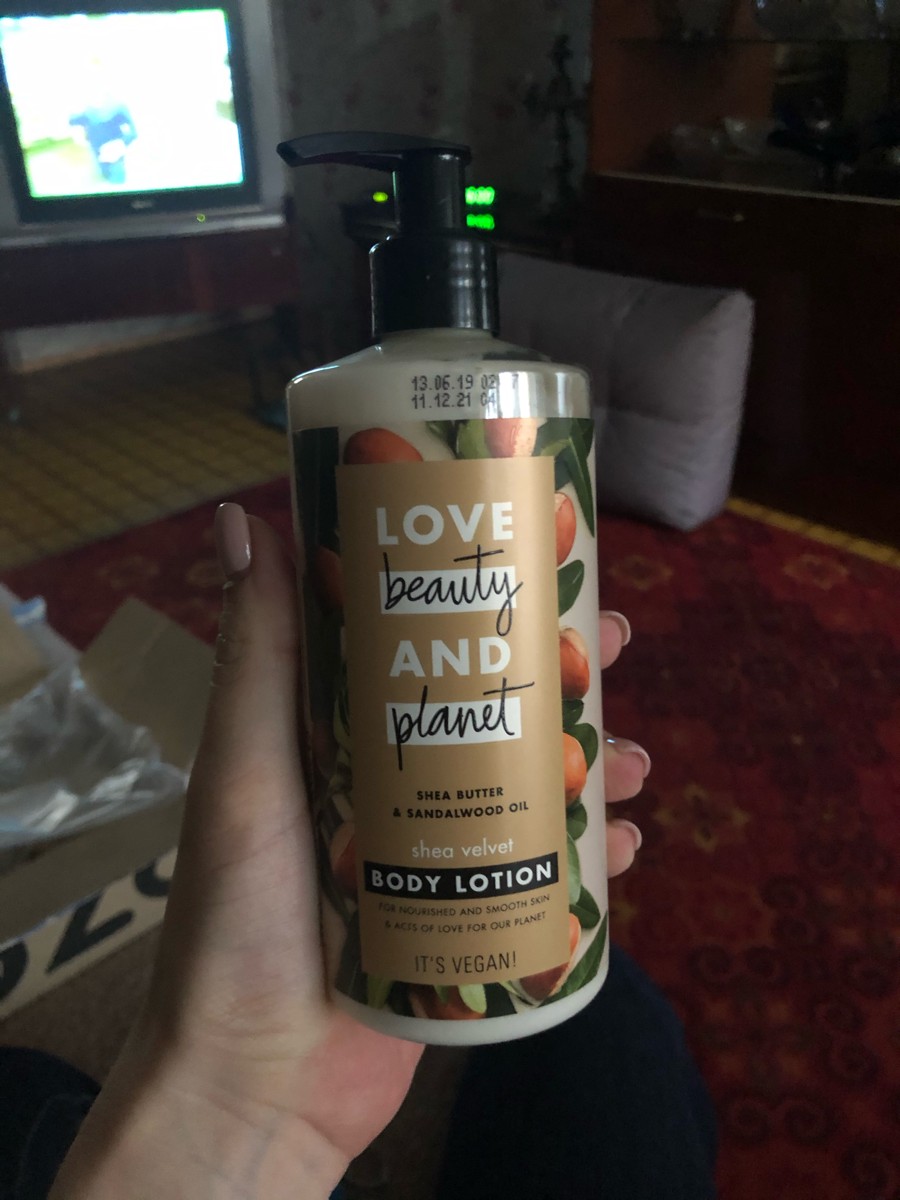 13.06.19
11.12.21
LOVE
beauty
AND
planet
SHEA BUTTER
& SANDALWOOD OIL
shea velvet
BODY LOTION
FOR NOURISHED AND SMOOTH SKIN
& ACTS OF LOVE FOR OUR PLANET
IT'S VEGAN!